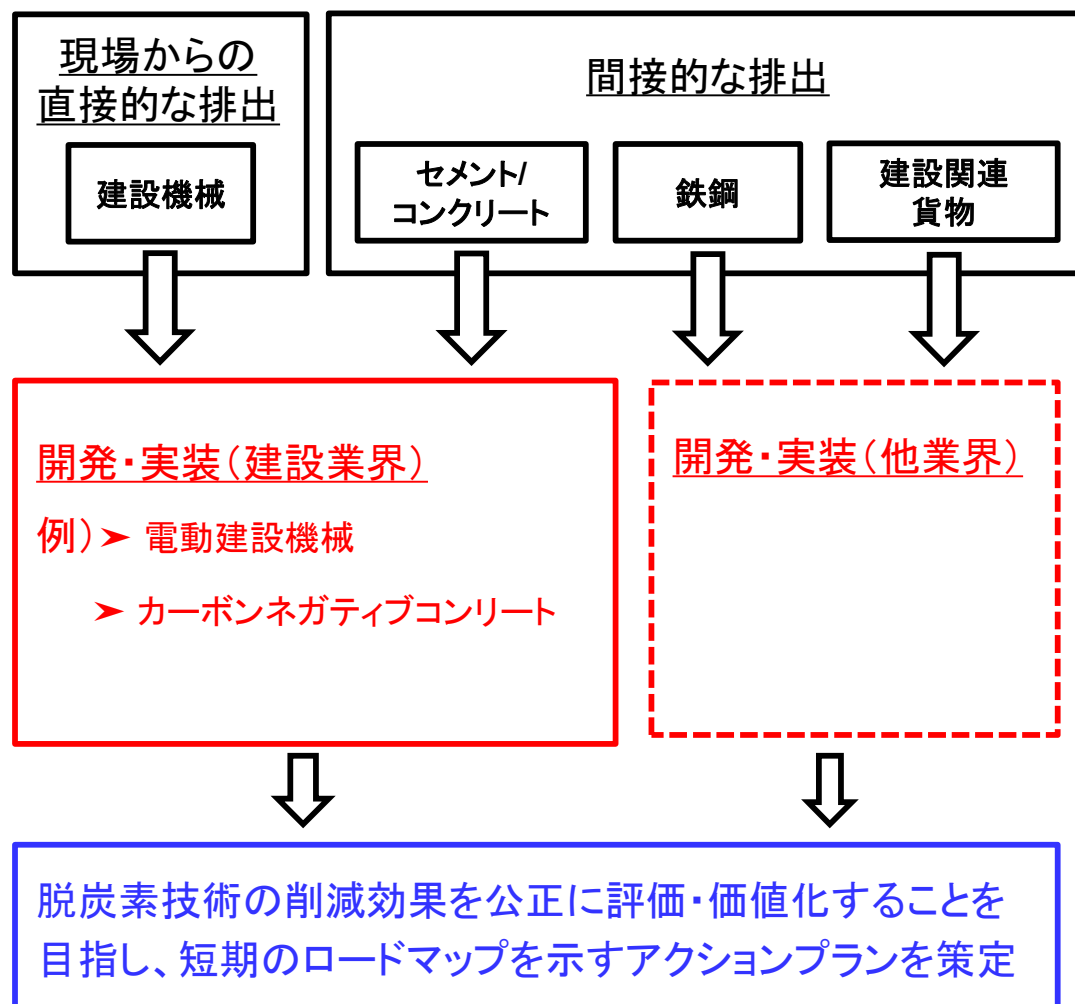 現場からの
直接的な排出
建設機械
間接的な排出
セメント/
コンクリート
鉄鋼
建設関連
貨物
開発・実装(建設業界)
例)➤ 電動建設機械
➤ カーボンネガティブコンリート
開発・実装(他業界)
脱炭素技術の削減効果を公正に評価・価値化することを
目指し、短期のロードマップを示すアクションプランを策定